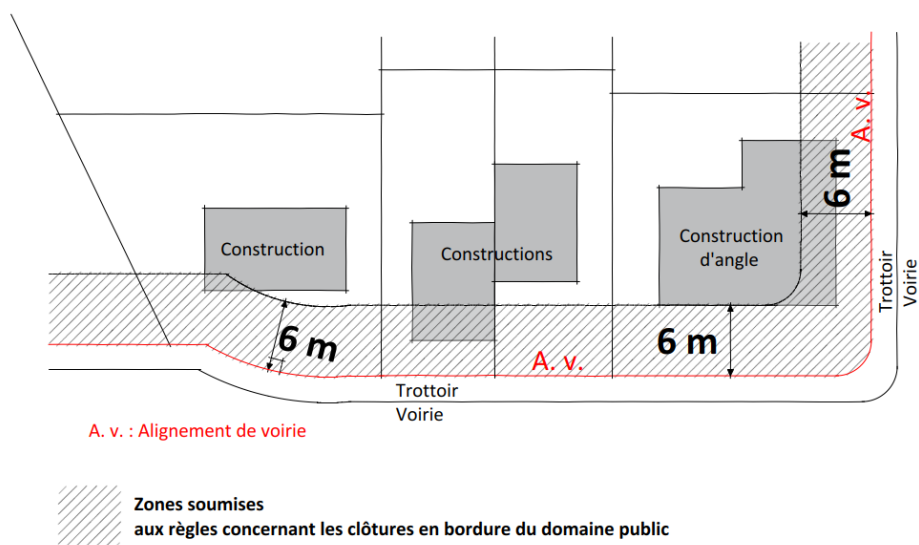 A. v.
6 m
Construction
Constructions
Construction
d'angle
Trottoir
Voirie
6 m
6 m
A. v.
Trottoir
Voirie
A. v. : Alignement de voirie
Zones soumises
aux règles concernant les clôtures en bordure du domaine public